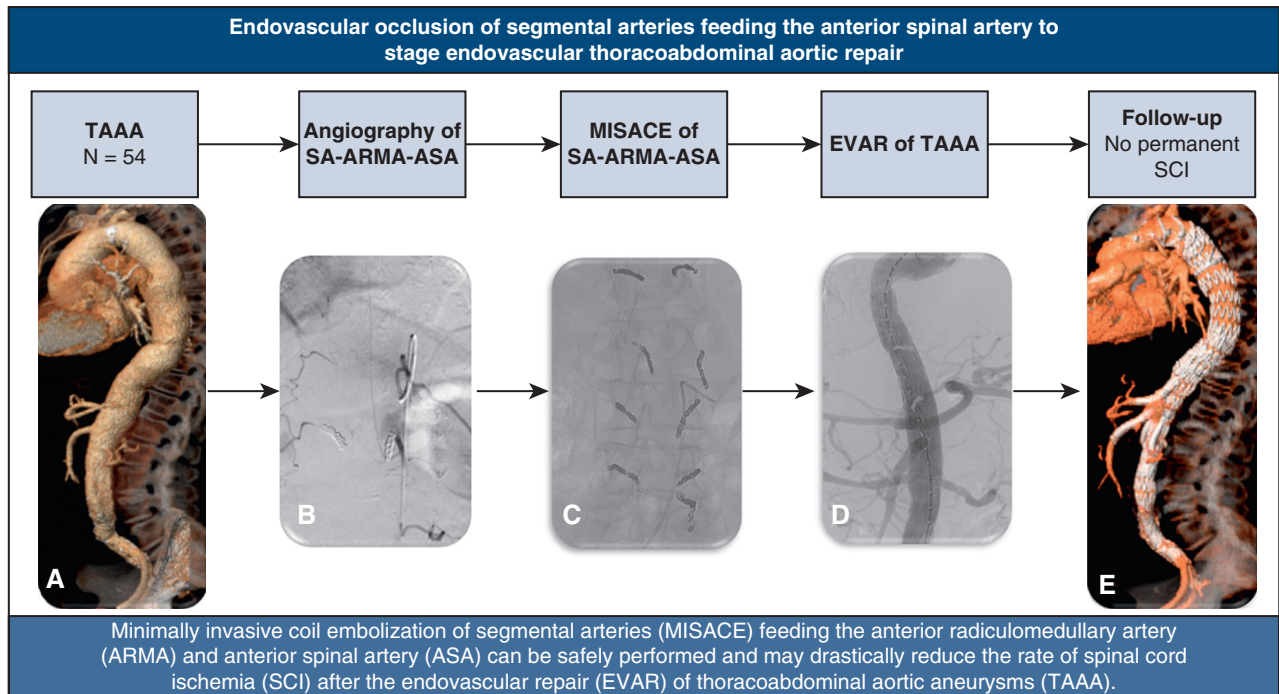 Endovascular occlusion of segmental arteries feeding the anterior spinal artery to
stage endovascular thoracoabdominal aortic repair
TAAA
N = 54
Angiography of
SA-ARMA-ASA
MISACE of
SA-ARMA-ASA
EVAR of TAAA
Follow-up
No permanent
SCI
A
B
C
D
E
Minimally invasive coil embolization of segmental arteries (MISACE) feeding the anterior radiculomedullary artery
(ARMA) and anterior spinal artery (ASA) can be safely performed and may drastically reduce the rate of spinal cord
ischemia (SCI) after the endovascular repair (EVAR) of thoracoabdominal aortic aneurysms (TAAA).